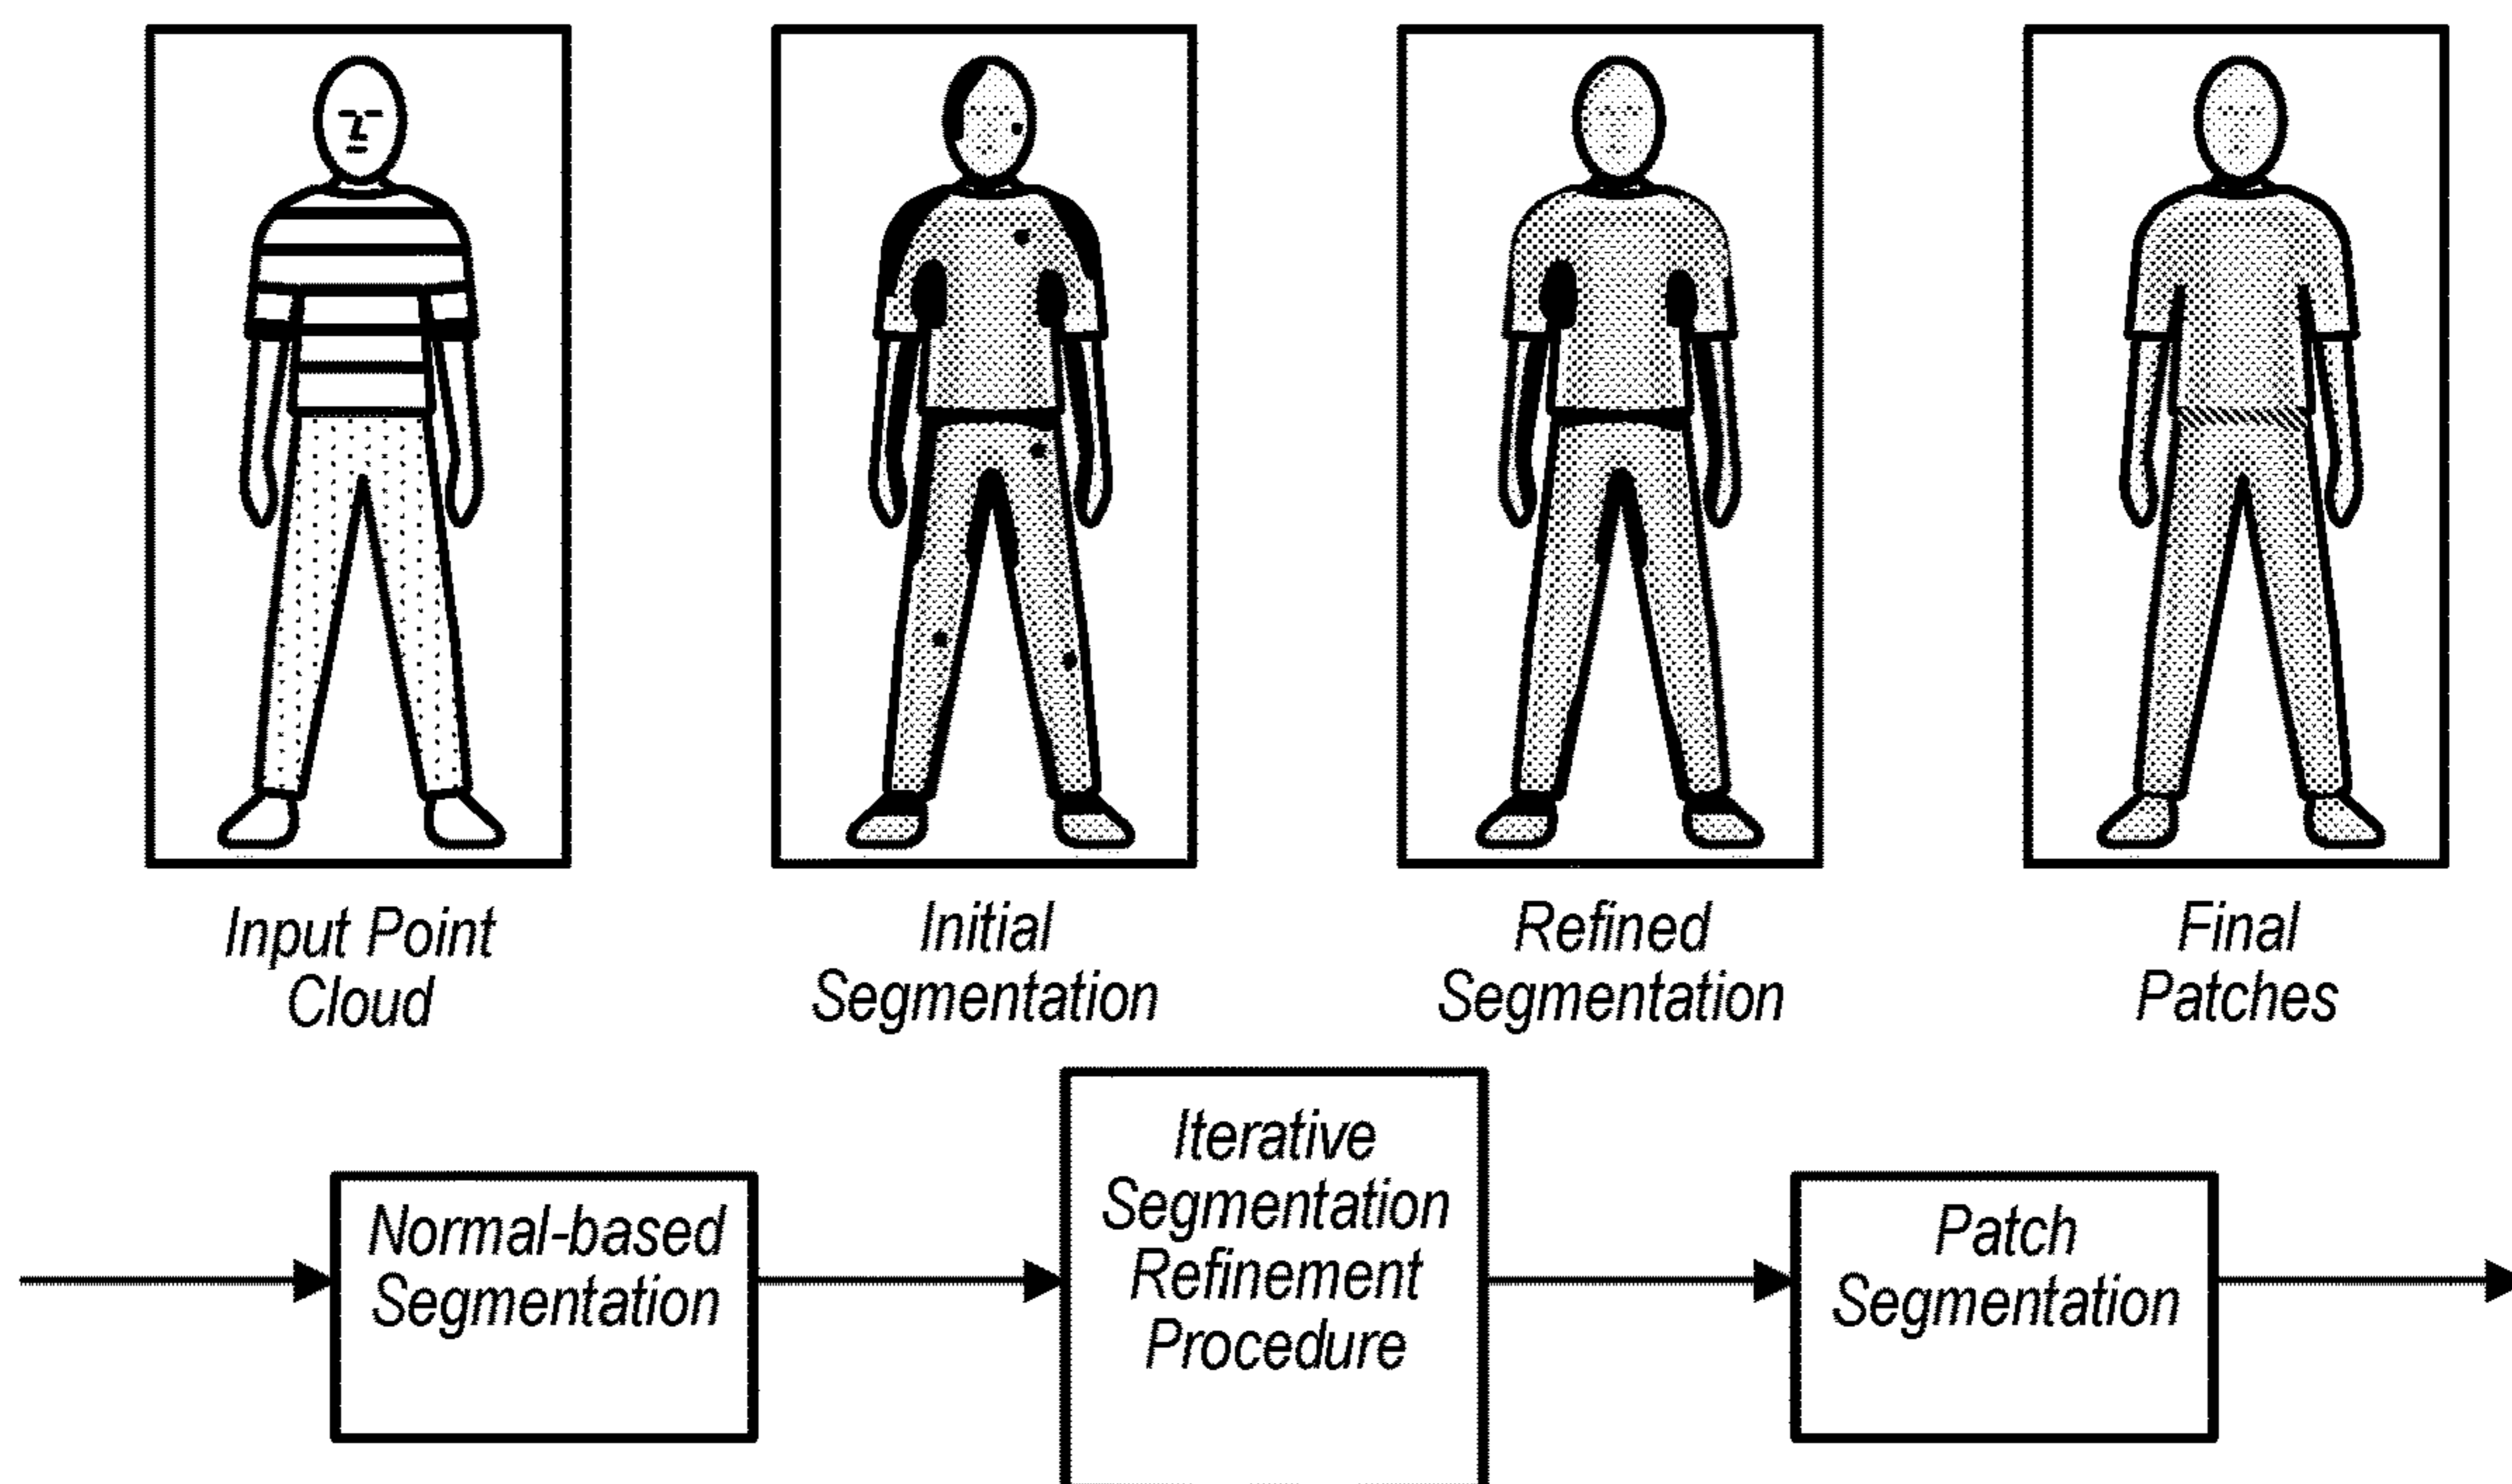 Input Point
Cloud
Initial
Segmentation
Refined
Segmentation
Final
Patches
Normal-based
Segmentation
Iterative
Segmentation
Refinement
Procedure
Patch
Segmentation